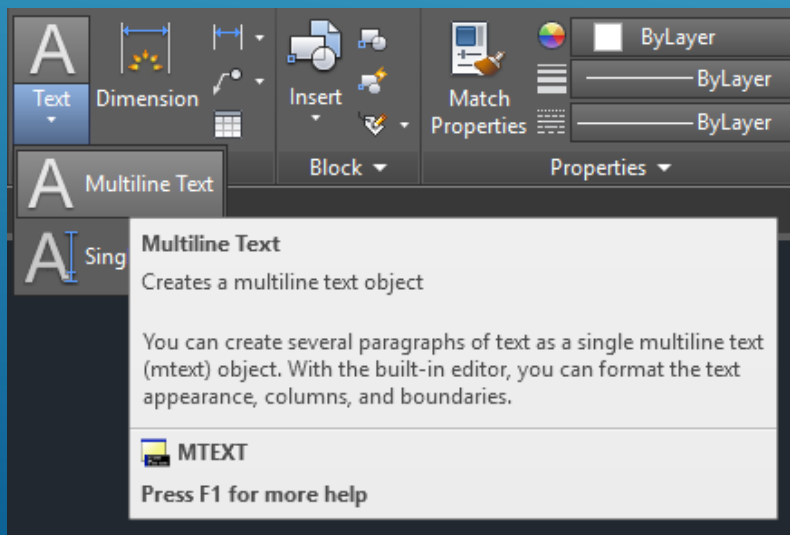 ByLayer
Text
Dimension
Insert
Match
Properties
ByLayer
ByLayer
Block
Properties
Multiline Text
Sing
Multiline Text
Creates a multiline text object
You can create several paragraphs of text as a single multiline text
(mtext) object. With the built-in editor, you can format the text
appearance, columns, and boundaries.
MTEXT
Press F1 for more help